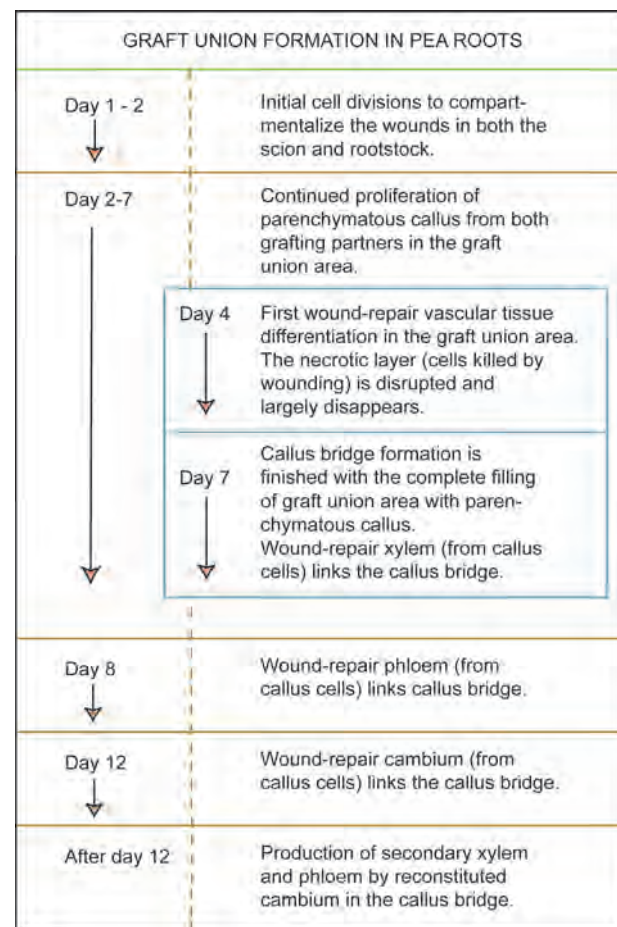 GRAFT UNION FORMATION IN PEA ROOTS
Day 1 - 2
Initial cell divisions to compart-
mentalize the wounds in both the
scion and rootstock.
Day 2-7
Continued proliferation of
parenchymatous callus from both
grafting partners in the graft
union area.
Day 4
First wound-repair vascular tissue
differentiation in the graft union area.
The necrotic layer (cells killed by
wounding) is disrupted and
largely disappears.
Day 7
Callus bridge formation is
finished with the complete filling
of graft union area with paren-
chymatous callus.
Wound-repair xylem (from callus
cells) links the callus bridge.
Day 8
Wound-repair phloem (from
callus cells) links callus bridge.
Day 12
Wound-repair cambium (from
callus cells) links the callus bridge.
After day 12
Production of secondary xylem
and phloem by reconstituted
cambium in the callus bridge.